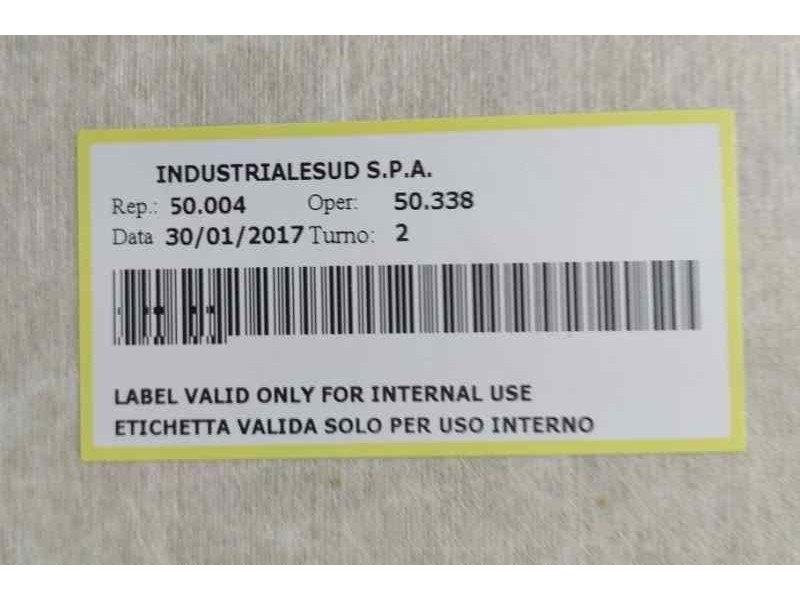 INDUSTRIALESUD S.P.A.
Rep.: 50.004 Oper: 50.338
Data 30/01/2017 Turno: 2
LABEL VALID ONLY FOR INTERNAL USE
ETICHETTA VALIDA SOLO PER USO INTERNO